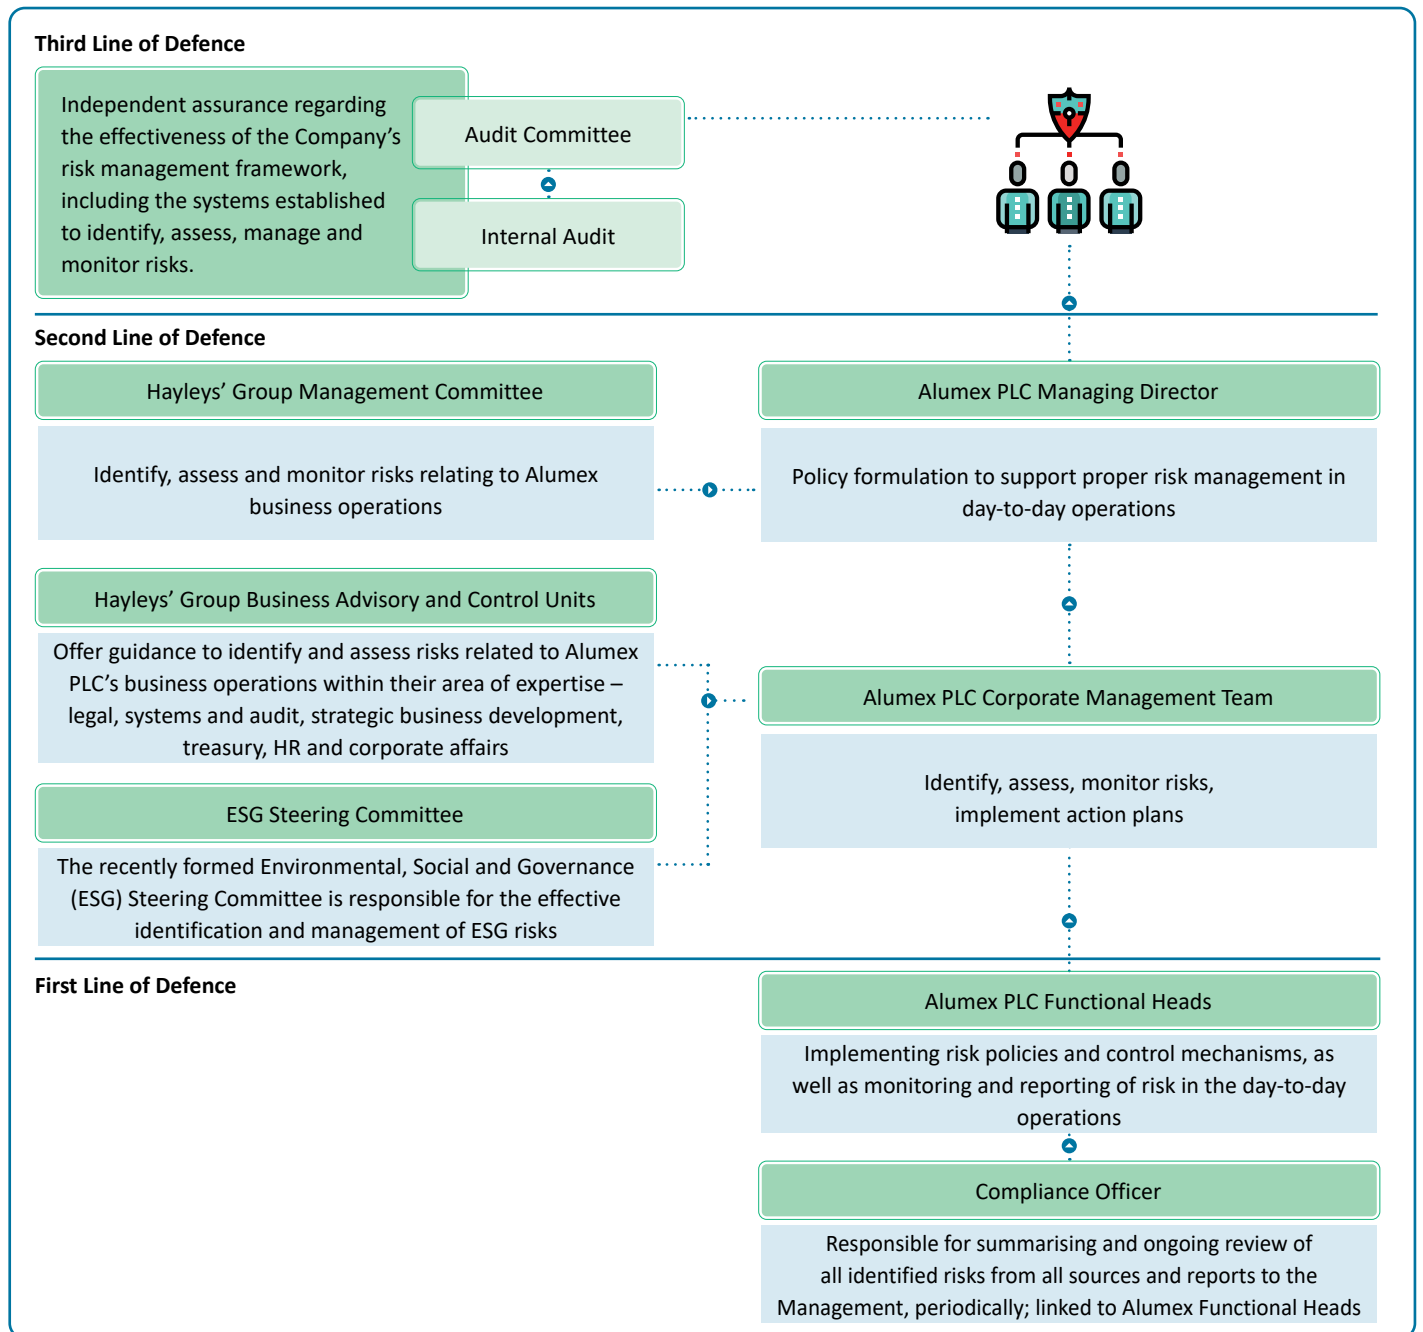 Third Line of Defence
Independent assurance regarding
the effectiveness of the Company’s
risk management framework,
including the systems established
to identify, assess, manage and
monitor risks.
Audit Committee
Internal Audit
Second Line of Defence
Hayleys’ Group Management Committee
Identify, assess and monitor risks relating to Alumex
business operations
Alumex PLC Managing Director
Policy formulation to support proper risk management in
day-to-day operations
Hayleys’ Group Business Advisory and Control Units
Offer guidance to identify and assess risks related to Alumex
PLC’s business operations within their area of expertise –
legal, systems and audit, strategic business development,
treasury, HR and corporate affairs
Alumex PLC Corporate Management Team
Identify, assess, monitor risks,
implement action plans
ESG Steering Committee
The recently formed Environmental, Social and Governance
(ESG) Steering Committee is responsible for the effective
identification and management of ESG risks
First Line of Defence
Alumex PLC Functional Heads
Implementing risk policies and control mechanisms, as
well as monitoring and reporting of risk in the day-to-day
operations
Compliance Officer
Responsible for summarising and ongoing review of
all identified risks from all sources and reports to the
Management, periodically; linked to Alumex Functional Heads